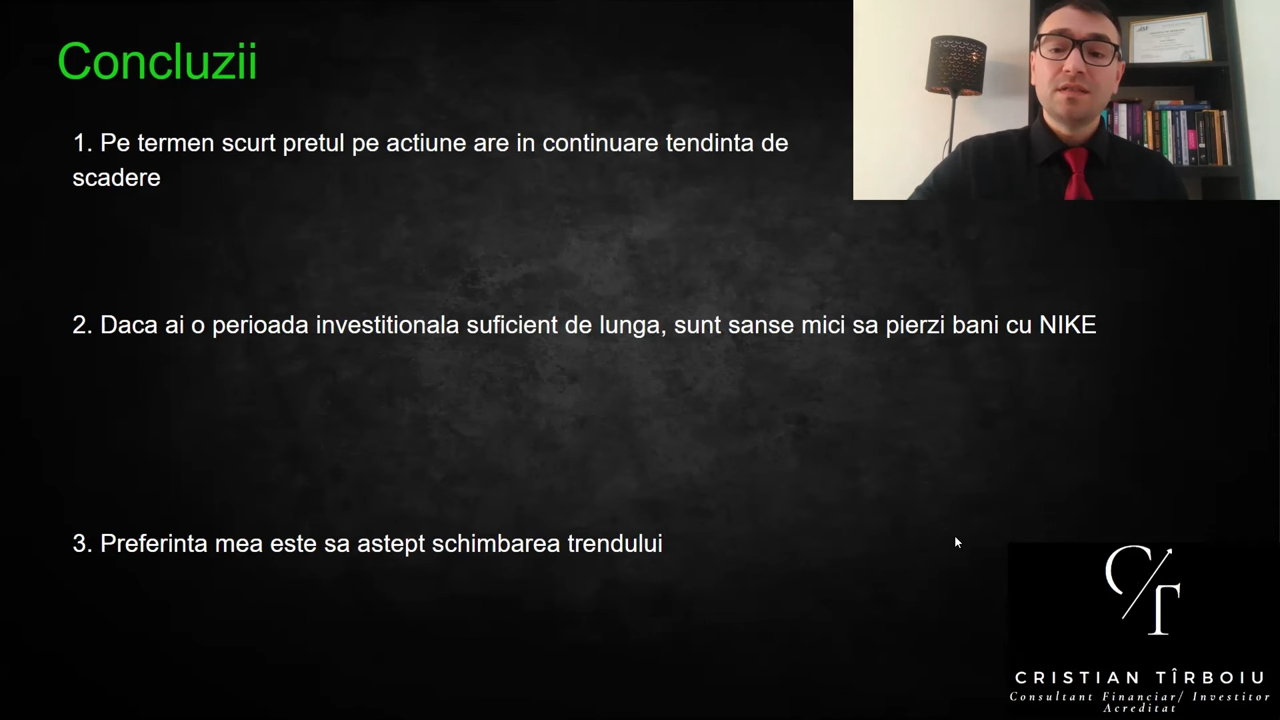 Concluzii
1. Pe termen scurt pretul pe actiune are in continuare tendinta de
scadere
2. Daca ai o perioada investitionala suficient de lunga, sunt sanse mici sa pierzi bani cu NIKE
3. Preferinta mea este sa astept schimbarea trendului
CT
CRISTIAN TÎRBOIU
Consultant Financiar/ Investitor
Acreditat